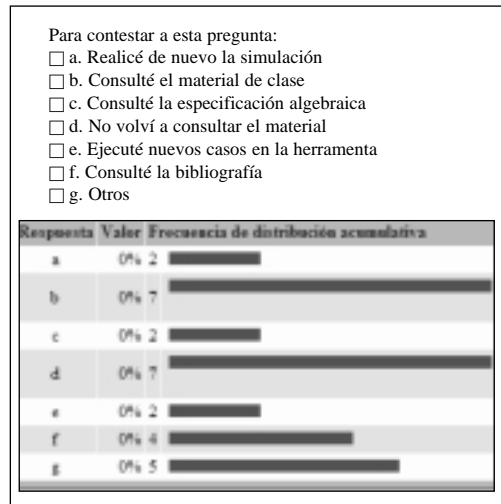 Para contestar a esta pregunta:
□ a. Realicé de nuevo la simulación
□ b. Consulté el material de clase
□ c. Consulté la especificación algebraica
□ d. No volví a consultar el material
□ e. Ejecuté nuevos casos en la herramenta
□ f. Consulté la bibliografía
□ g. Otros
Respuesta Valor Frecuencia de distribución acumulativa
a 0% 2
b 0% 7
c 0% 2
d 0% 7
e 0% 2
f 0% 4
g 0% 5